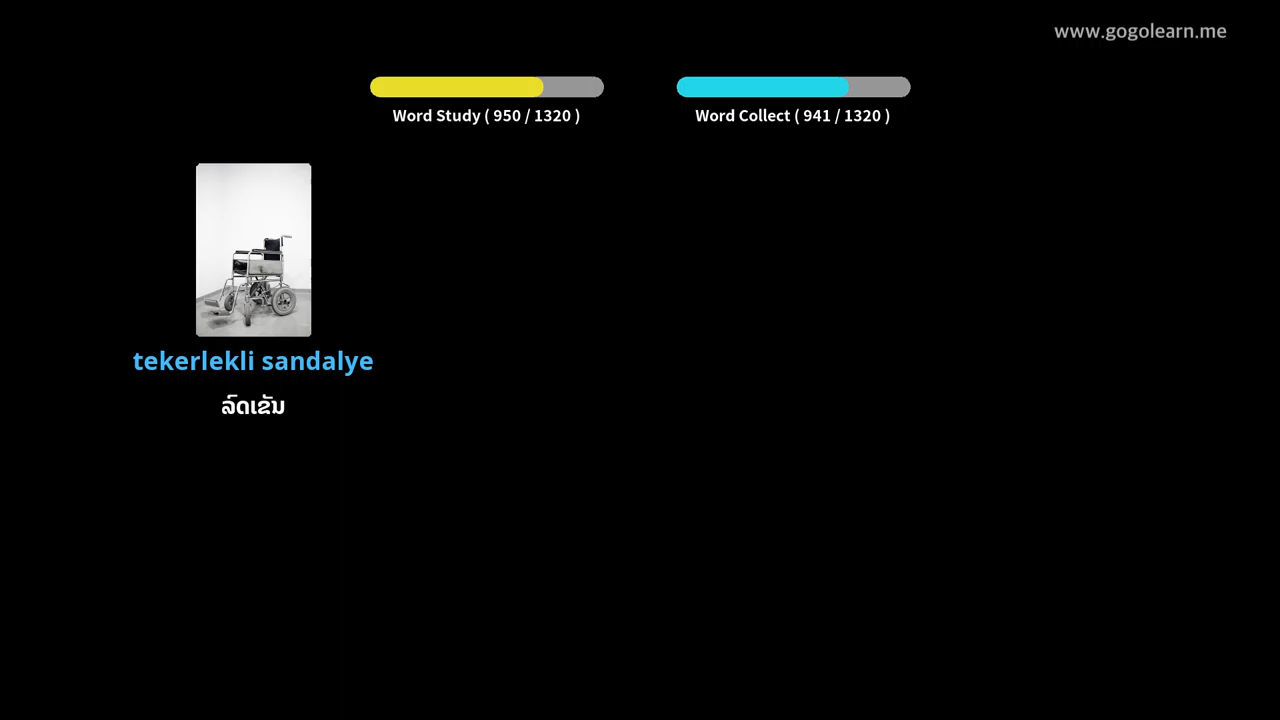 www.gogolearn.me
Word Study ( 950 / 1320 )
Word Collect ( 941 / 1320 )
tekerlekli sandalye
ລົດເຂັນ